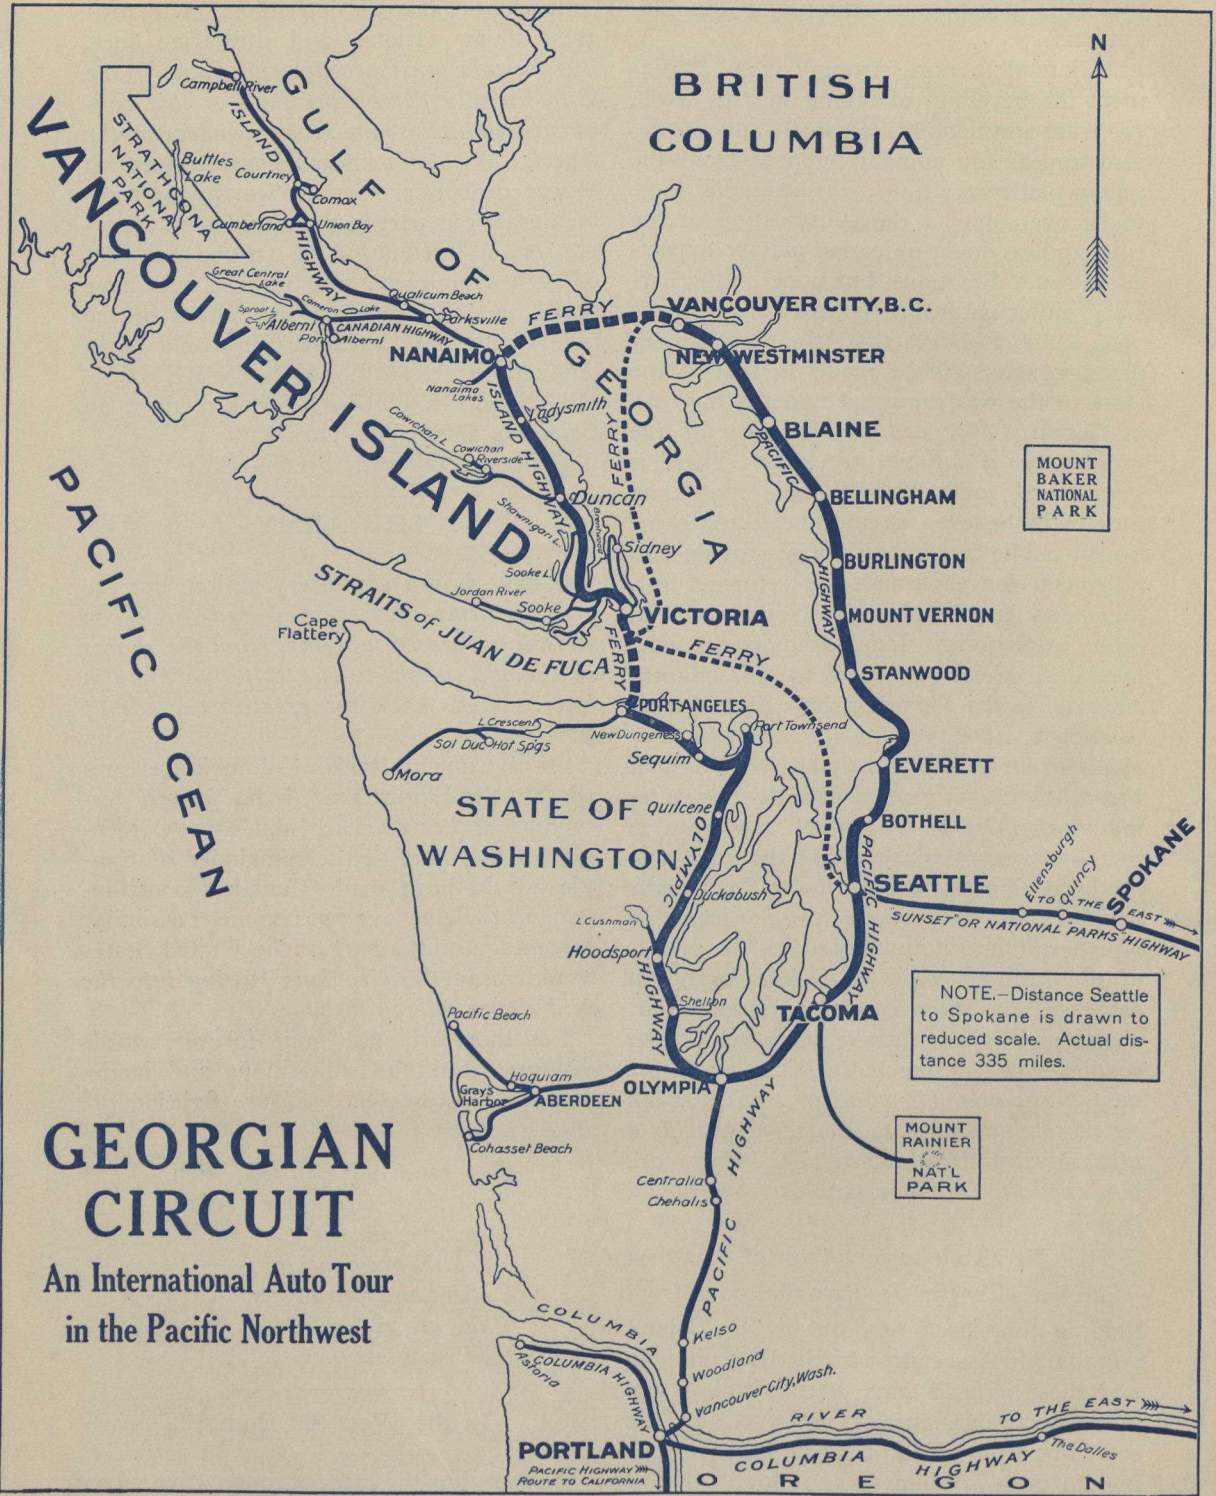 N
BRITISH
COLUMBIA
GULF
OF
GEORGIA
Campbell River
ISLAND
HIGHWAY
STRATHCONA
NATIONAL
PARK
Buttles
Lake
Courtney
Comox
Cumberland
Union Bay
VANCOUVER ISLAND
Great Central
Lake
Sproat L.
Cameron Lake
Qualicum Beach
Parksville
Alberni
CANADIAN HIGHWAY
Port Alberni
NANAIMO
Nanaimo
Lakes
FERRY
VANCOUVER CITY, B.C.
NEW WESTMINSTER
ISLAND HIGHWAY
Ladysmith
FERRY
Cowichan L.
Cowichan
Riverside
Duncan
Shawnigan L.
Brentwood
Sidney
Sooke L.
Jordan River
Sooke
VICTORIA
BLAINE
PACIFIC
HIGHWAY
BELLINGHAM
BURLINGTON
MOUNT VERNON
STANWOOD
EVERETT
BOTHELL
SEATTLE
MOUNT
BAKER
NATIONAL
PARK
PACIFIC OCEAN
STRAITS of JUAN DE FUCA
Cape
Flattery
FERRY
FERRY
PORT ANGELES
L Crescent
Sol Duc Hot Spgs
Mora
New Dungeness
Port Townsend
Sequim
STATE OF
WASHINGTON
Quilcene
OLYMPIC
HIGHWAY
Duckabush
L Cushman
Hoodsport
Shelton
PACIFIC HIGHWAY
Ellensburgh
Quincy
SPOKANE
TO THE EAST
"SUNSET" OR NATIONAL PARKS HIGHWAY
NOTE.—Distance Seattle
to Spokane is drawn to
reduced scale. Actual dis-
tance 335 miles.
TACOMA
Pacific Beach
Hoquiam
Grays
Harbor
ABERDEEN
OLYMPIA
Cohasset Beach
MOUNT
RAINIER
NAT'L
PARK
GEORGIAN
CIRCUIT
An International Auto Tour
in the Pacific Northwest
Centralia
Chehalis
PACIFIC HIGHWAY
Kelso
Woodland
Vancouver City, Wash.
COLUMBIA
RIVER
Astoria
COLUMBIA HIGHWAY
PORTLAND
PACIFIC HIGHWAY
ROUTE TO CALIFORNIA
TO THE EAST
The Dalles
COLUMBIA HIGHWAY
OREGON